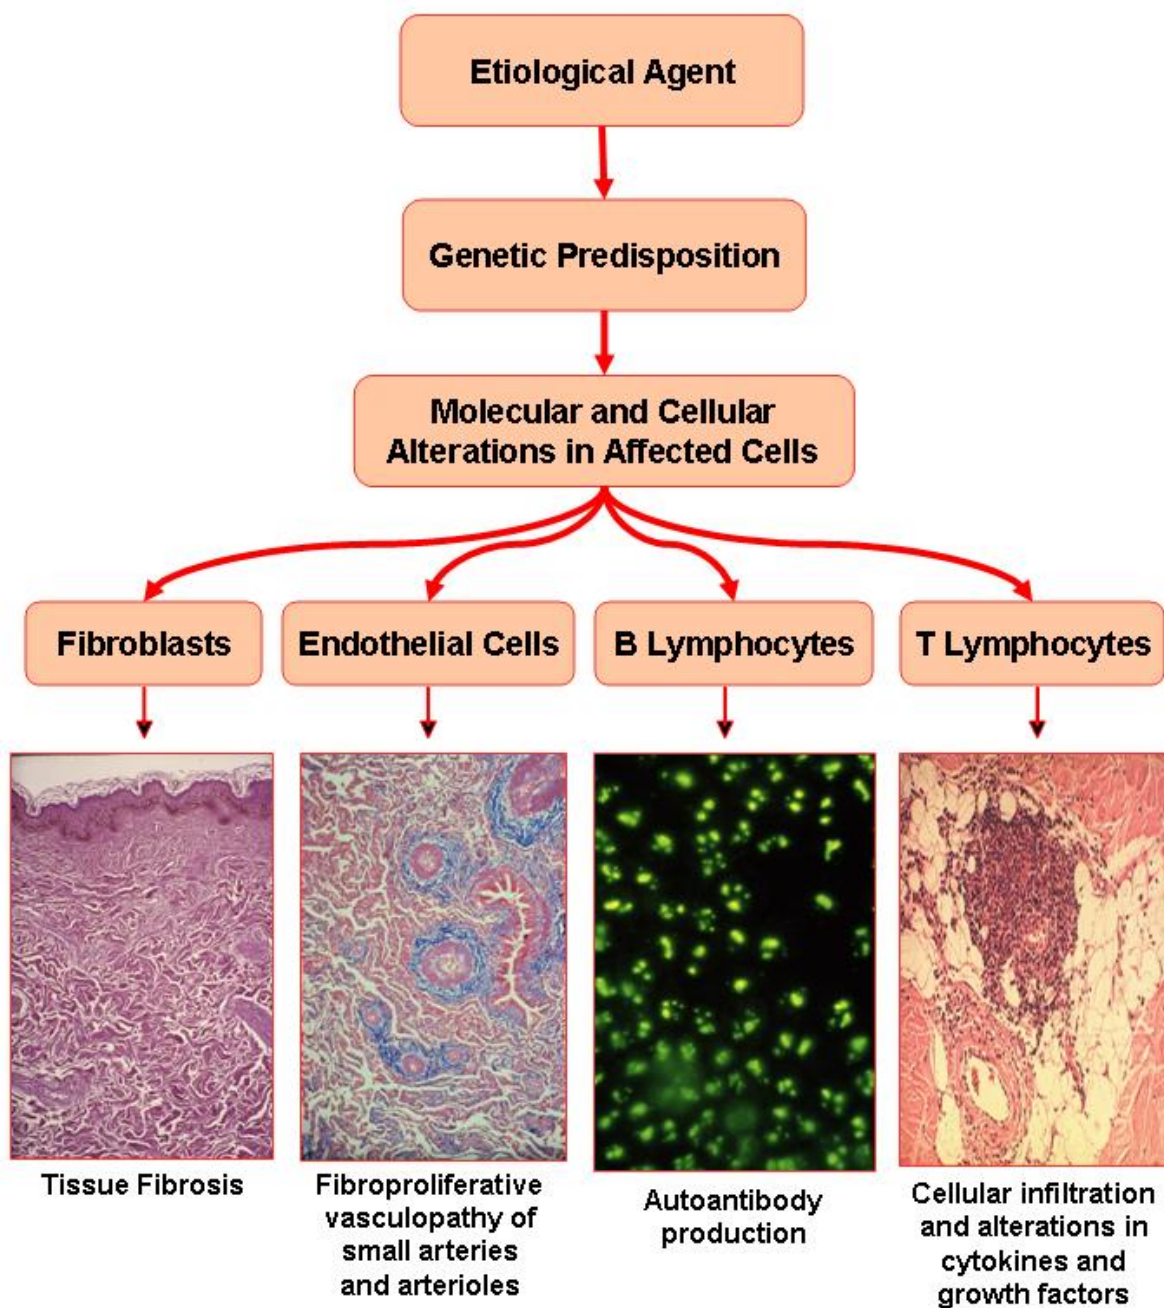 Etiological Agent
Genetic Predisposition
Molecular and Cellular
Alterations in Affected Cells
Fibroblasts
Endothelial Cells
B Lymphocytes
T Lymphocytes
Tissue Fibrosis
Fibroproliferative
vasculopathy of
small arteries
and arterioles
Autoantibody
production
Cellular infiltration
and alterations in
cytokines and
growth factors